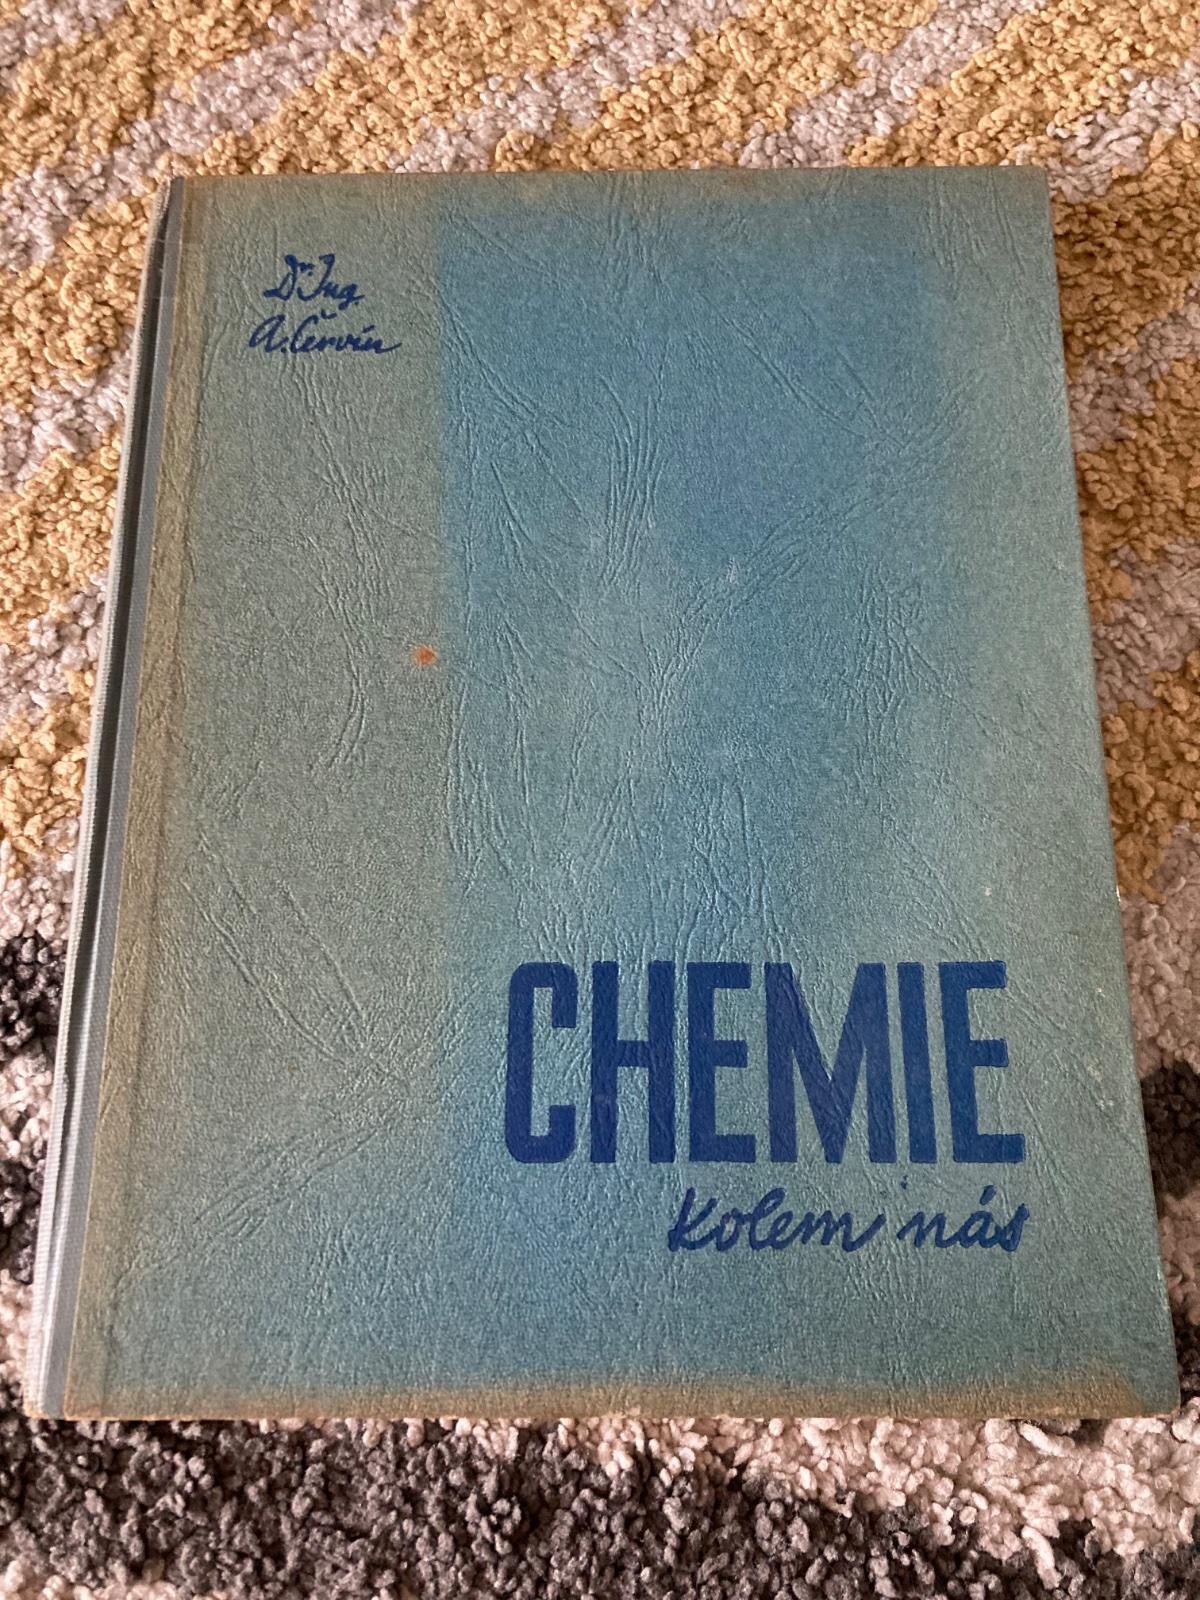 Dr. Ing.
A. Červín
CHEMIE
kolem nás